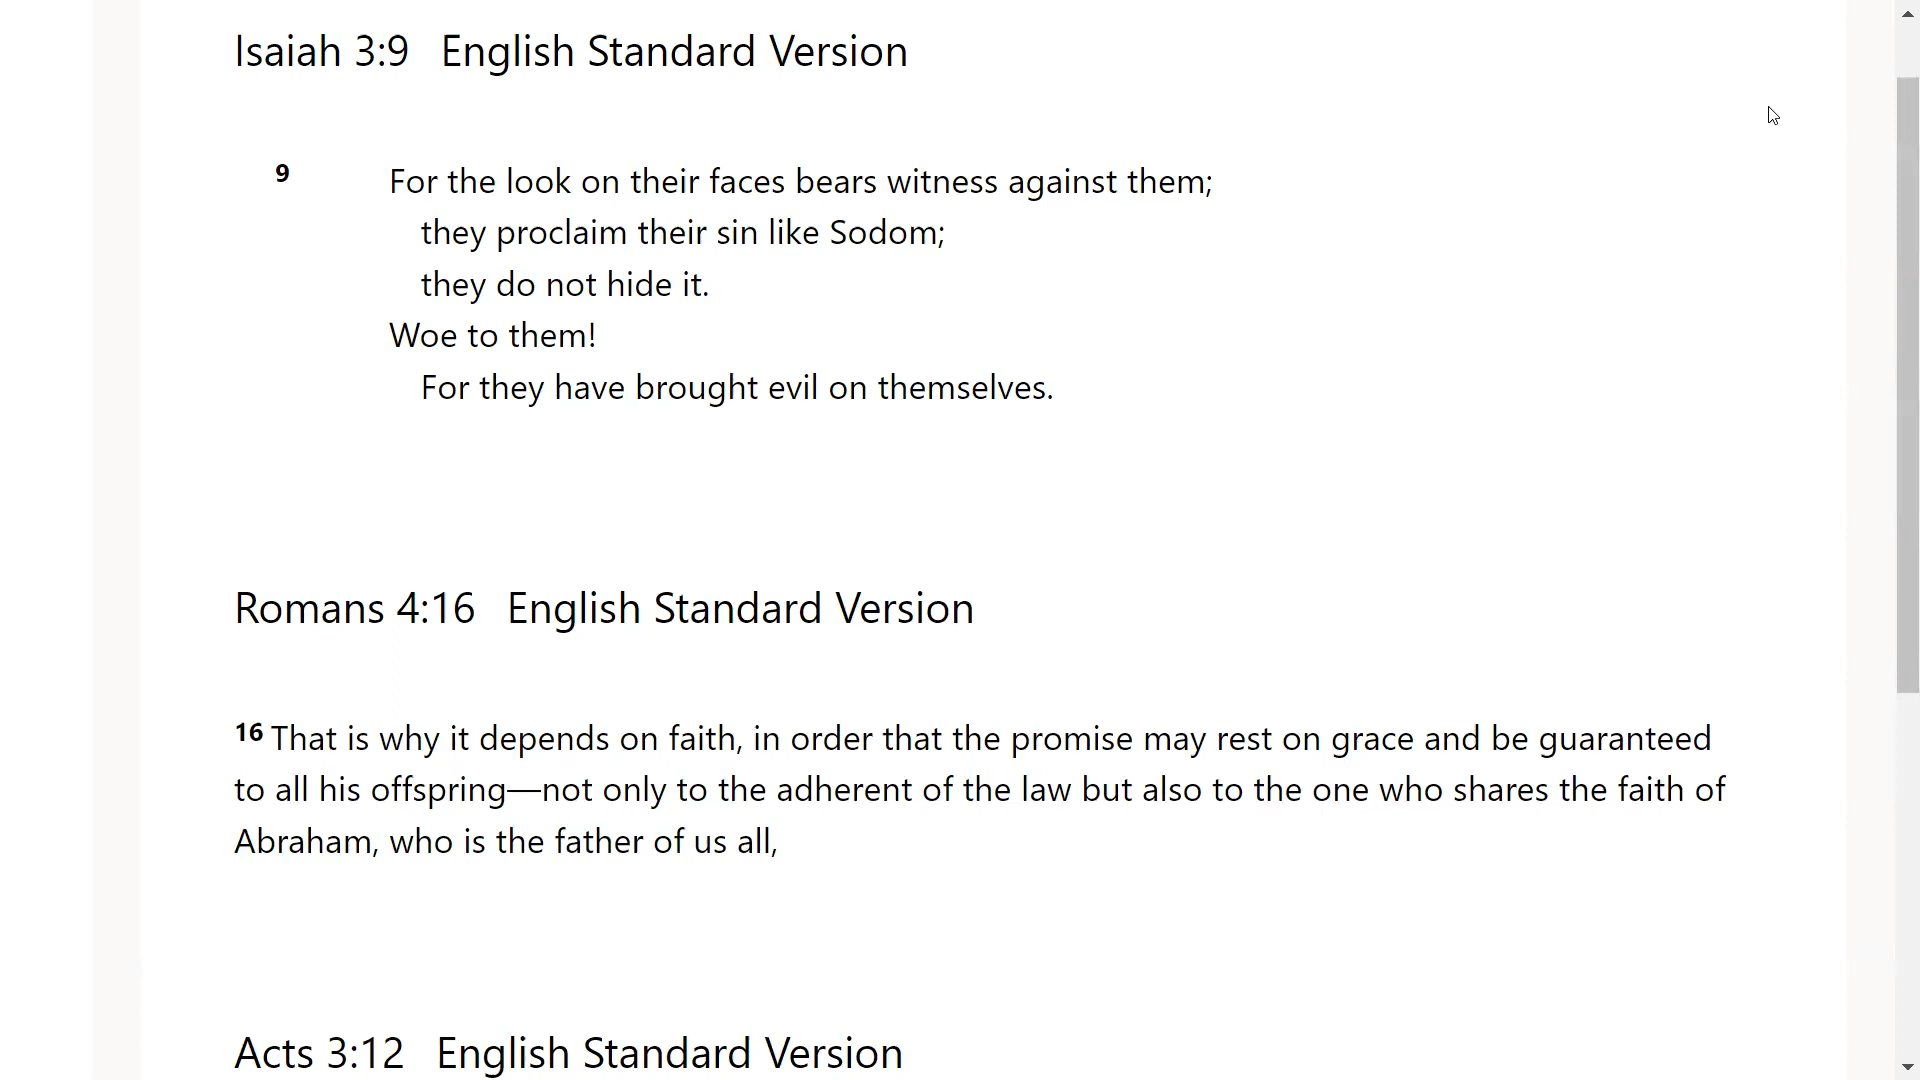 Isaiah 3:9 English Standard Version
9 For the look on their faces bears witness against them;
they proclaim their sin like Sodom;
they do not hide it.
Woe to them!
For they have brought evil on themselves.
Romans 4:16 English Standard Version
16 That is why it depends on faith, in order that the promise may rest on grace and be guaranteed
to all his offspring—not only to the adherent of the law but also to the one who shares the faith of
Abraham, who is the father of us all,
Acts 3:12 English Standard Version